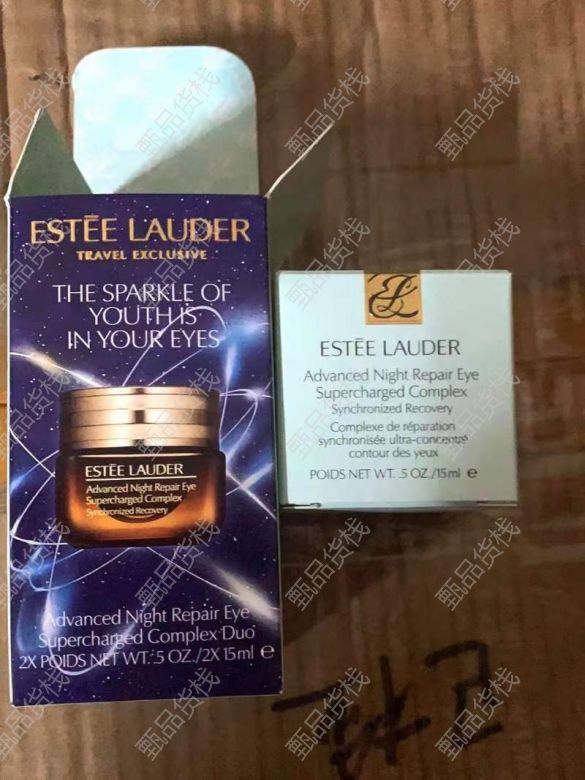 ESTĒE LAUDER
TRAVEL EXCLUSIVE
THE SPARKLE OF
YOUTH IS
IN YOUR EYES
ESTĒE LAUDER
Advanced Night Repair Eye
Supercharged Complex
Synchronized Recovery
Advanced Night Repair Eye
Supercharged Complex Duo
2X POIDS NET WT. .5 OZ./2X 15ml e
EL
ESTĒE LAUDER
Advanced Night Repair Eye
Supercharged Complex
Synchronized Recovery
Complexe de réparation
synchronisée ultra-concentré
contour des yeux
POIDS NET WT. .5 OZ./15ml e
甄品货栈